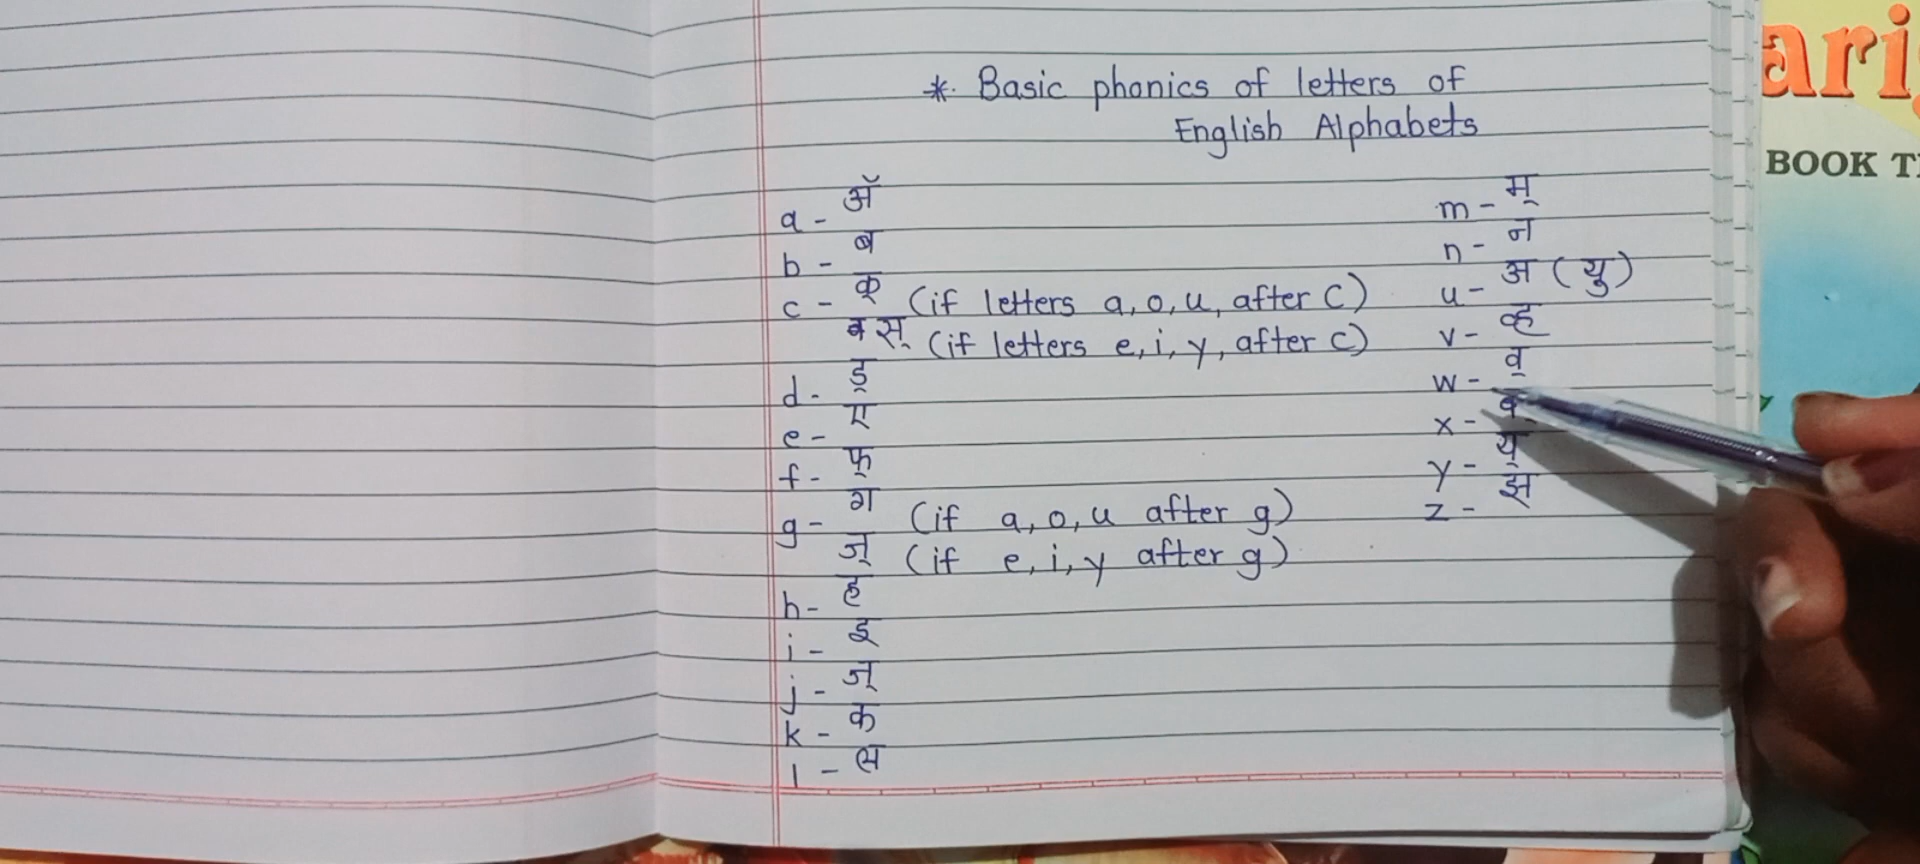 *. Basic phonics of letters of
English Alphabets
a - ॲ
b - ब
c - क् (if letters a, o, u, after c)
स्. (if letters e, i, y, after c)
d - ड्
e - ए
f - फ्
g - ग (if a, o, u after g)
ज् (if e, i, y after g)
h - ह
i - इ
j - ज्
k - क
l -
m - म्
n - न
u - अ (यु)
v - व्ह
w - व्
x -
y - य्
z - झ
ari
BOOK